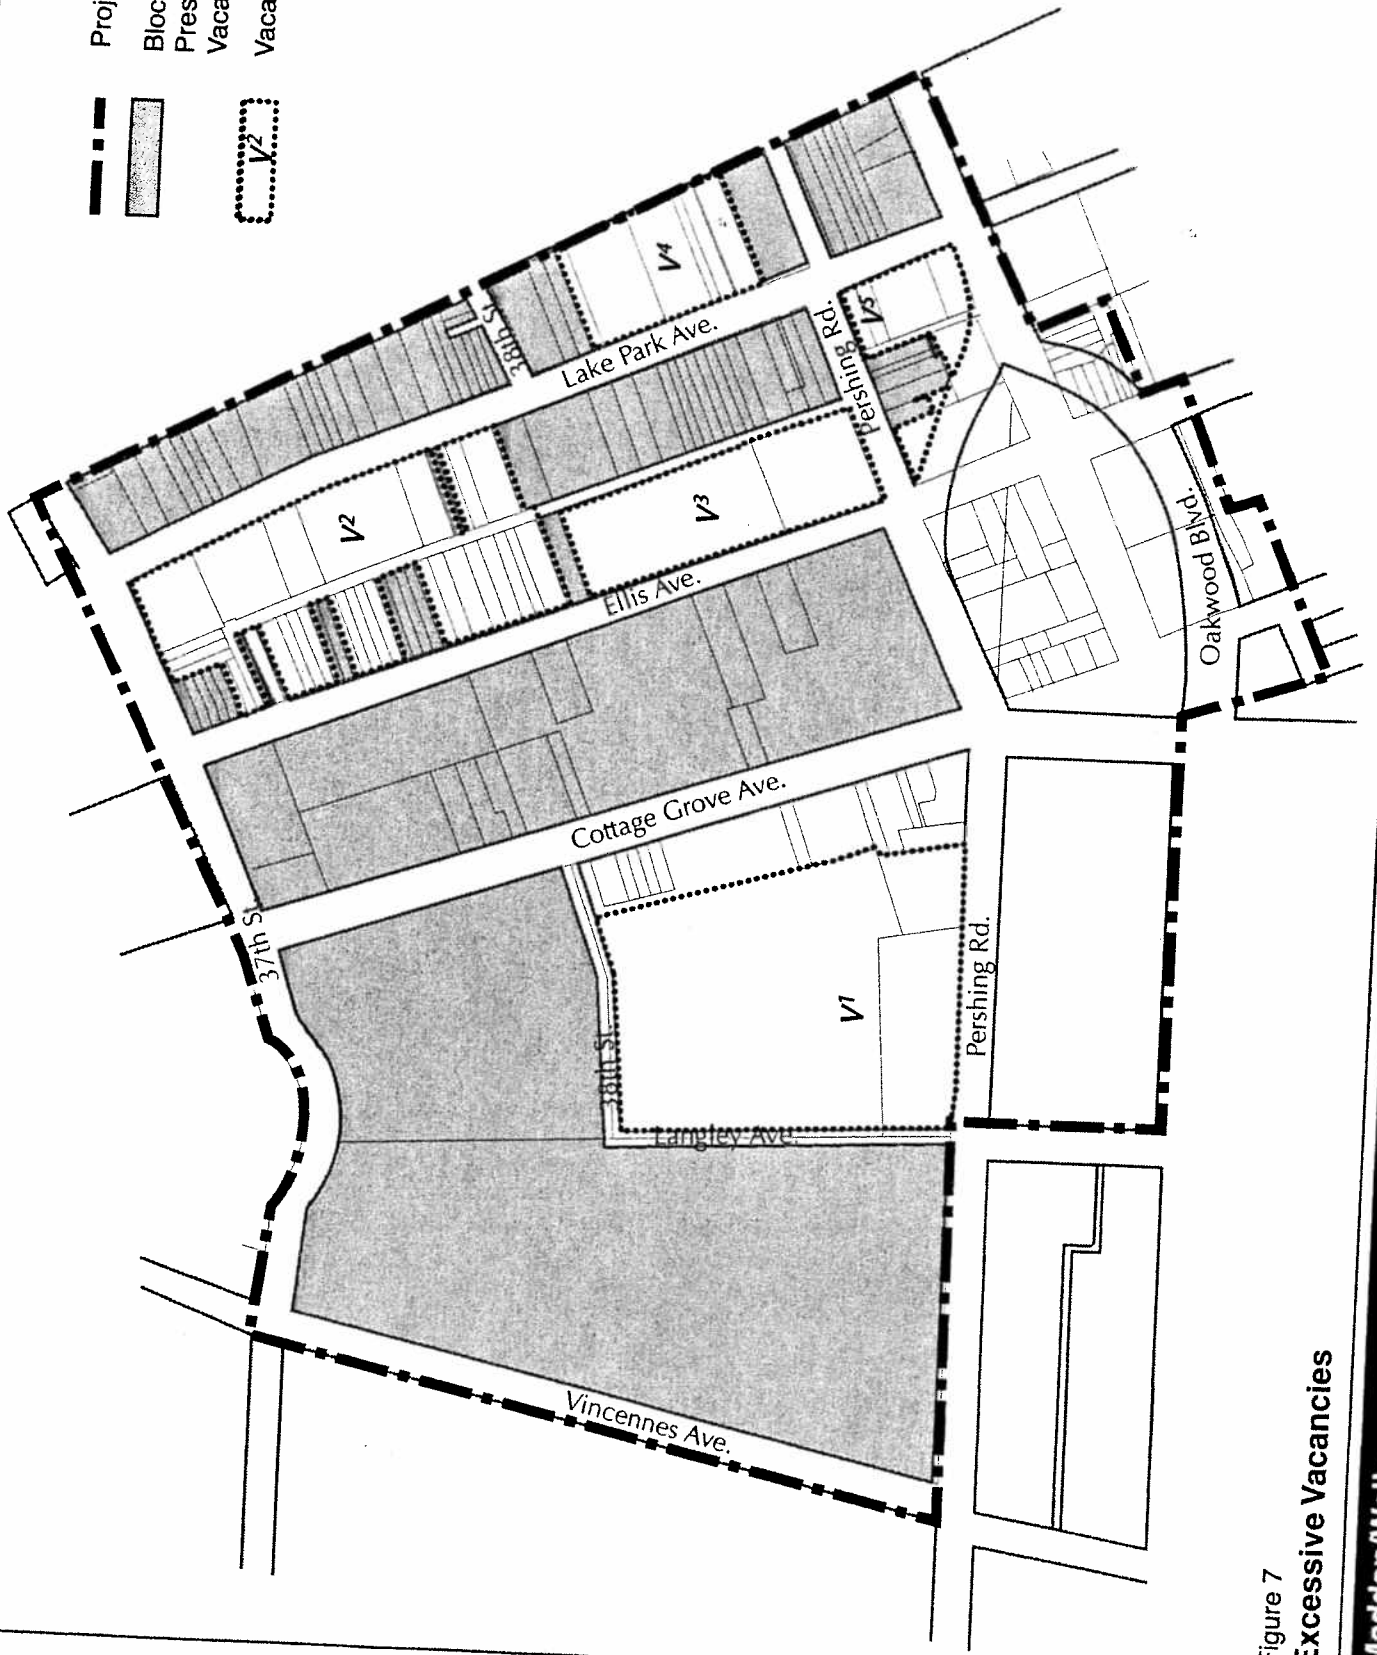 Proj
Bloc
Pres
Vaca
V²
Vaca
37th St.
38th St.
Lake Park Ave.
Pershing Rd.
V⁴
V⁵
V²
V³
Ellis Ave.
Oakwood Blvd.
Cottage Grove Ave.
38th St.
V¹
Pershing Rd.
Langley Ave.
Vincennes Ave.
Figure 7
Excessive Vacancies